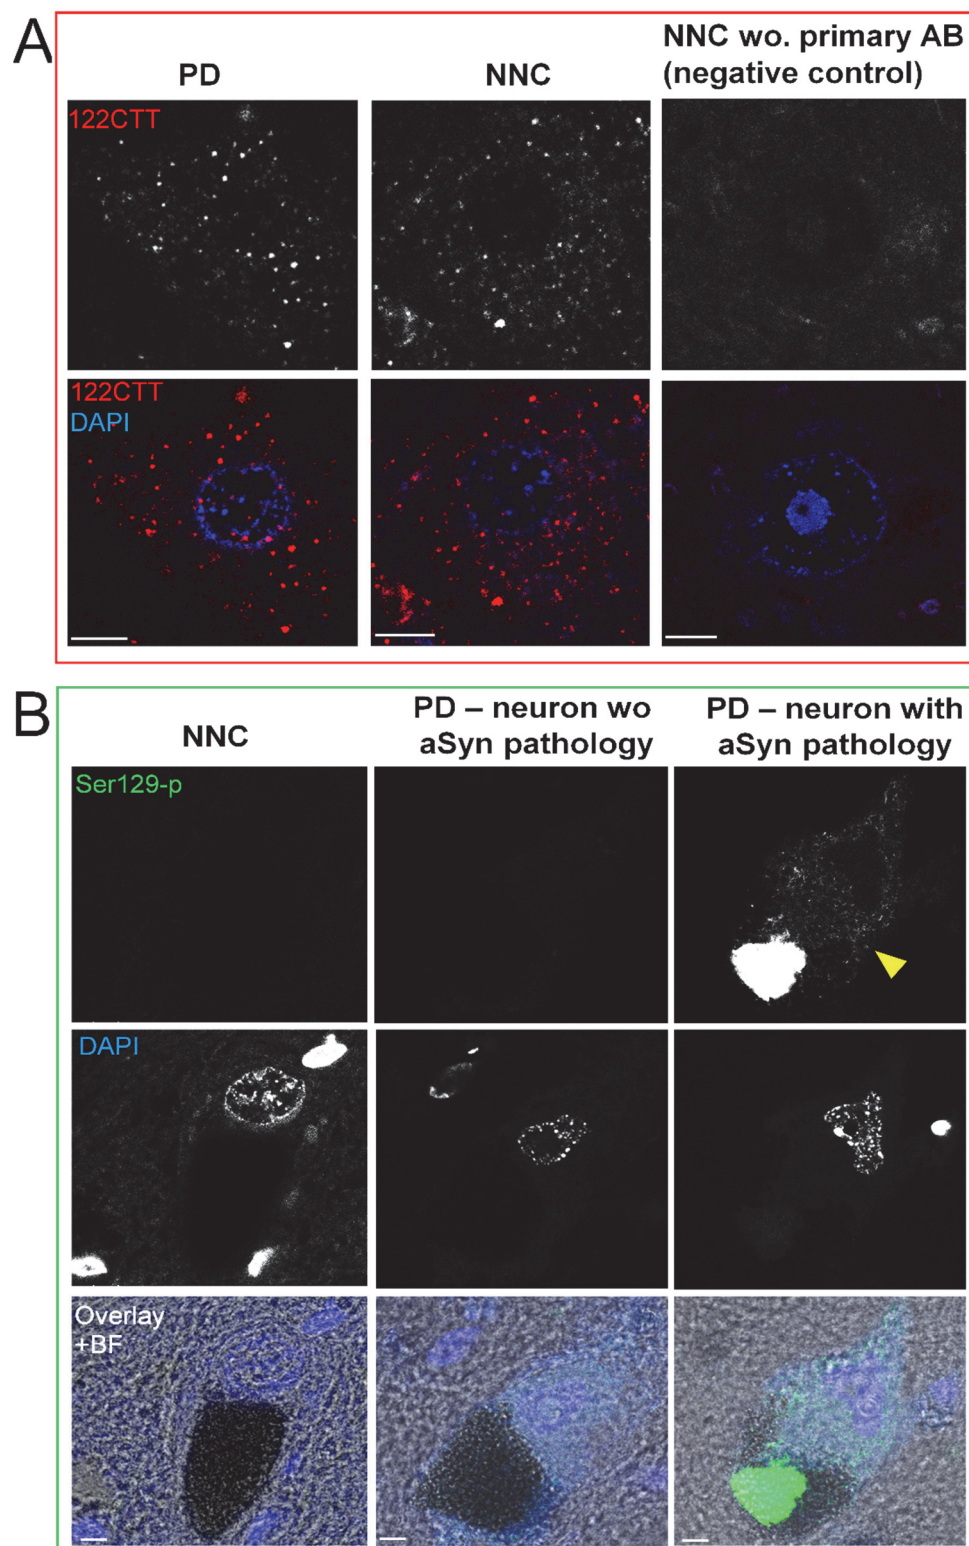 A
PD
NNC
NNC wo. primary AB
(negative control)
122CTT
122CTT
DAPI
B
NNC
PD – neuron wo
aSyn pathology
PD – neuron with
aSyn pathology
Ser129-p
DAPI
Overlay
+BF